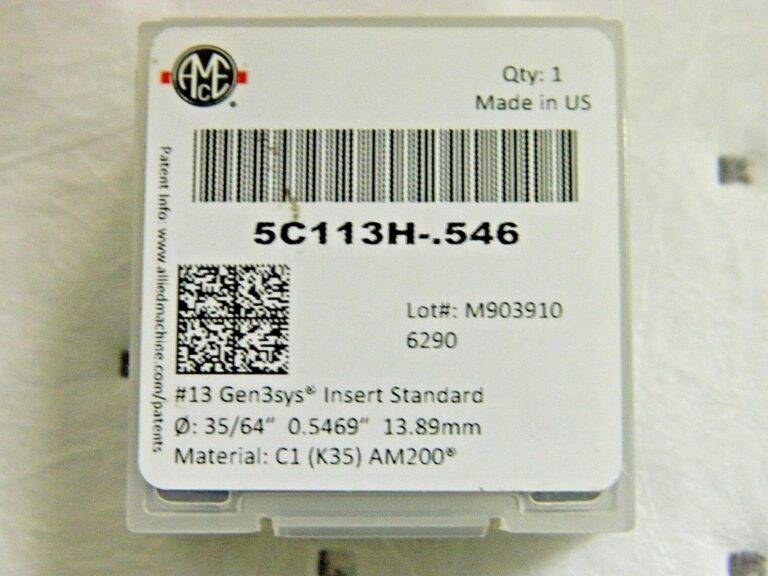 AMEC
Qty: 1
Made in US
Patent Info: www.alliedmachine.com/patents
5C113H-.546
Lot#: M903910
6290
#13 Gen3sys® Insert Standard
Ø: 35/64“ 0.5469“ 13.89mm
Material: C1 (K35) AM200®